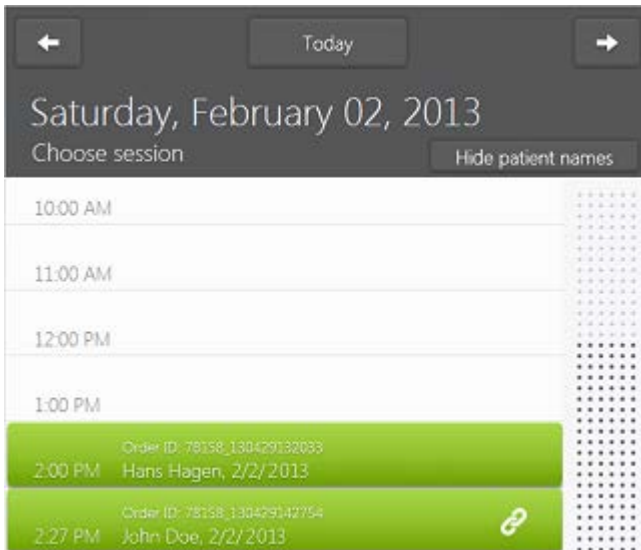 Today
Saturday, February 02, 2013
Choose session
Hide patient names
10:00 AM
11:00 AM
12:00 PM
1:00 PM
Order ID: 78158_130429132033
2:00 PM Hans Hagen, 2/2/2013
Order ID: 78158_130429142754
2:27 PM John Doe, 2/2/2013